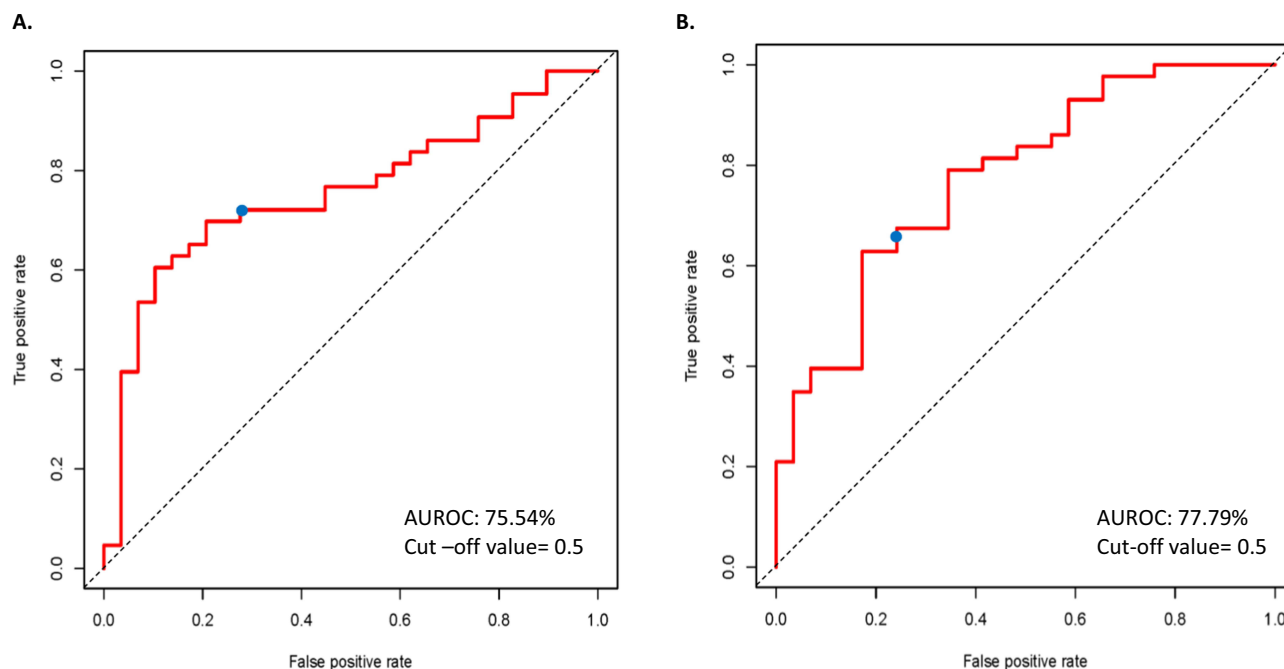 A.
True positive rate
1.0
0.8
0.6
0.4
0.2
0.0
AUROC: 75.54%
Cut –off value= 0.5
0.0 0.2 0.4 0.6 0.8 1.0
False positive rate
B.
True positive rate
1.0
0.8
0.6
0.4
0.2
0.0
AUROC: 77.79%
Cut-off value= 0.5
0.0 0.2 0.4 0.6 0.8 1.0
False positive rate